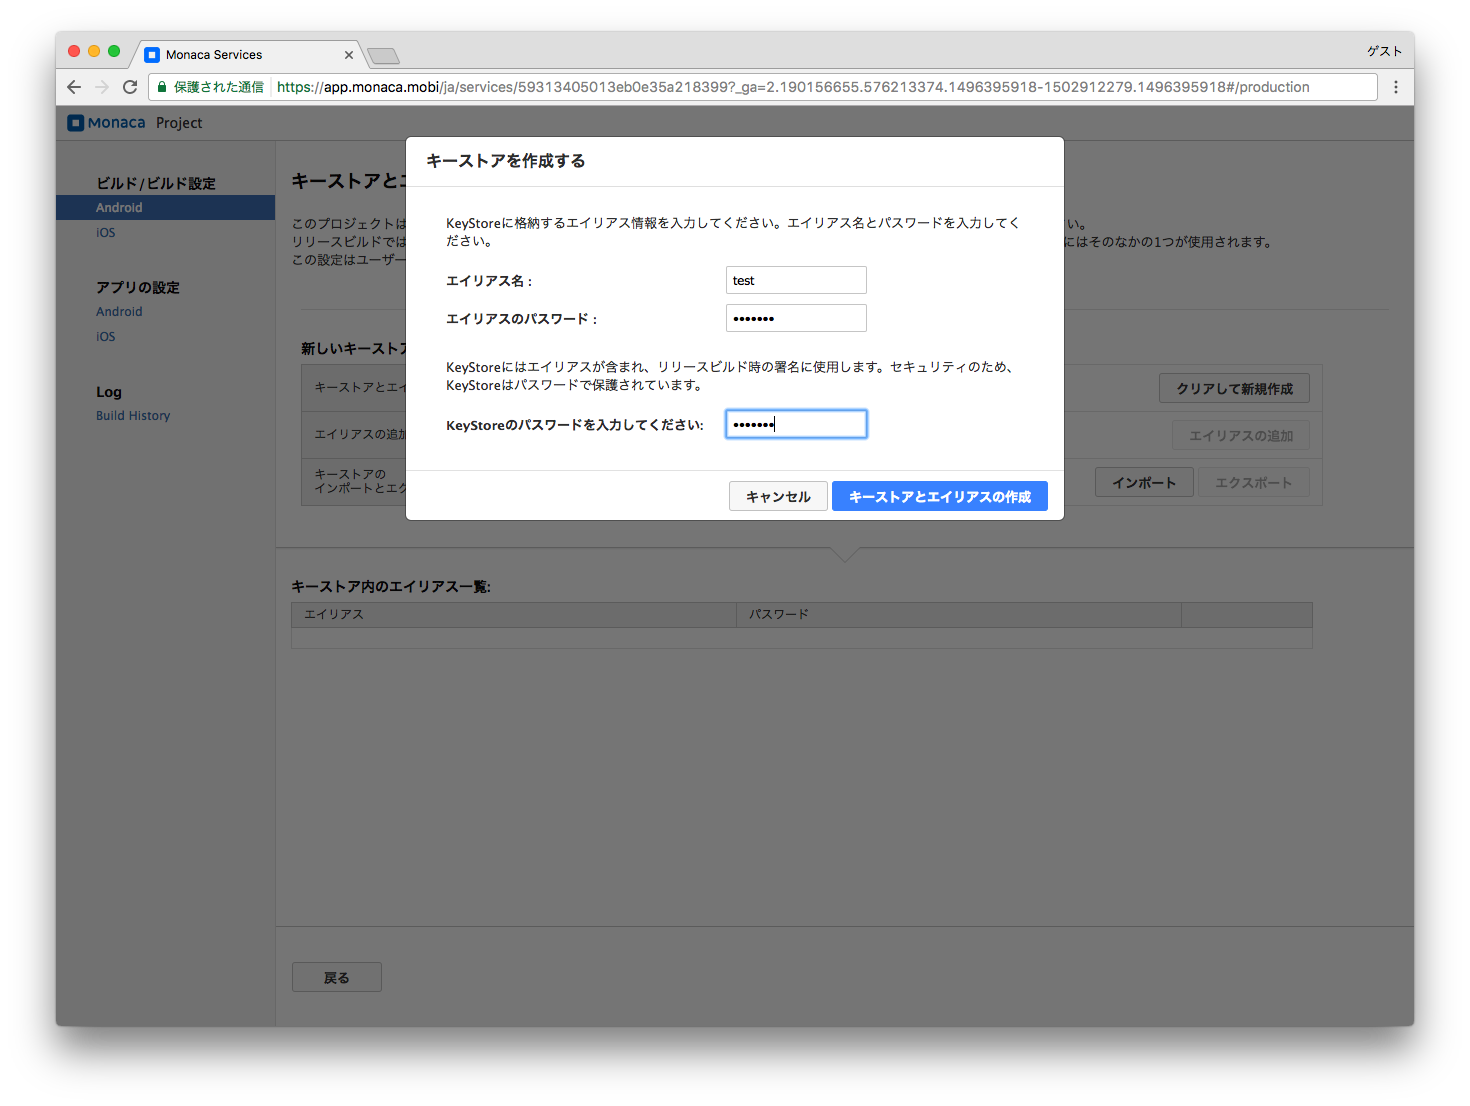 Monaca Services
ゲスト
保護された通信 https://app.monaca.mobi/ja/services/59313405013eb0e35a218399?_ga=2.190156655.576213374.1496395918-1502912279.1496395918#/production
Monaca Project
ビルド/ビルド設定
Android
iOS
アプリの設定
Android
iOS
Log
Build History
キーストアとエ
このプロジェクトは
い。
リリースビルドでは
にはそのなかの1つが使用されます。
この設定はユーザー
キーストアを作成する
KeyStoreに格納するエイリアス情報を入力してください。エイリアス名とパスワードを入力してく
ださい。
エイリアス名 : test
エイリアスのパスワード : •••••••
KeyStoreにはエイリアスが含まれ、リリースビルド時の署名に使用します。セキュリティのため、
KeyStoreはパスワードで保護されています。
KeyStoreのパスワードを入力してください: •••••••
キャンセル キーストアとエイリアスの作成
新しいキーストア
キーストアとエイ
クリアして新規作成
エイリアスの追加
エイリアスの追加
キーストアの
インポートとエク
インポート エクスポート
キーストア内のエイリアス一覧:
エイリアス パスワード
戻る